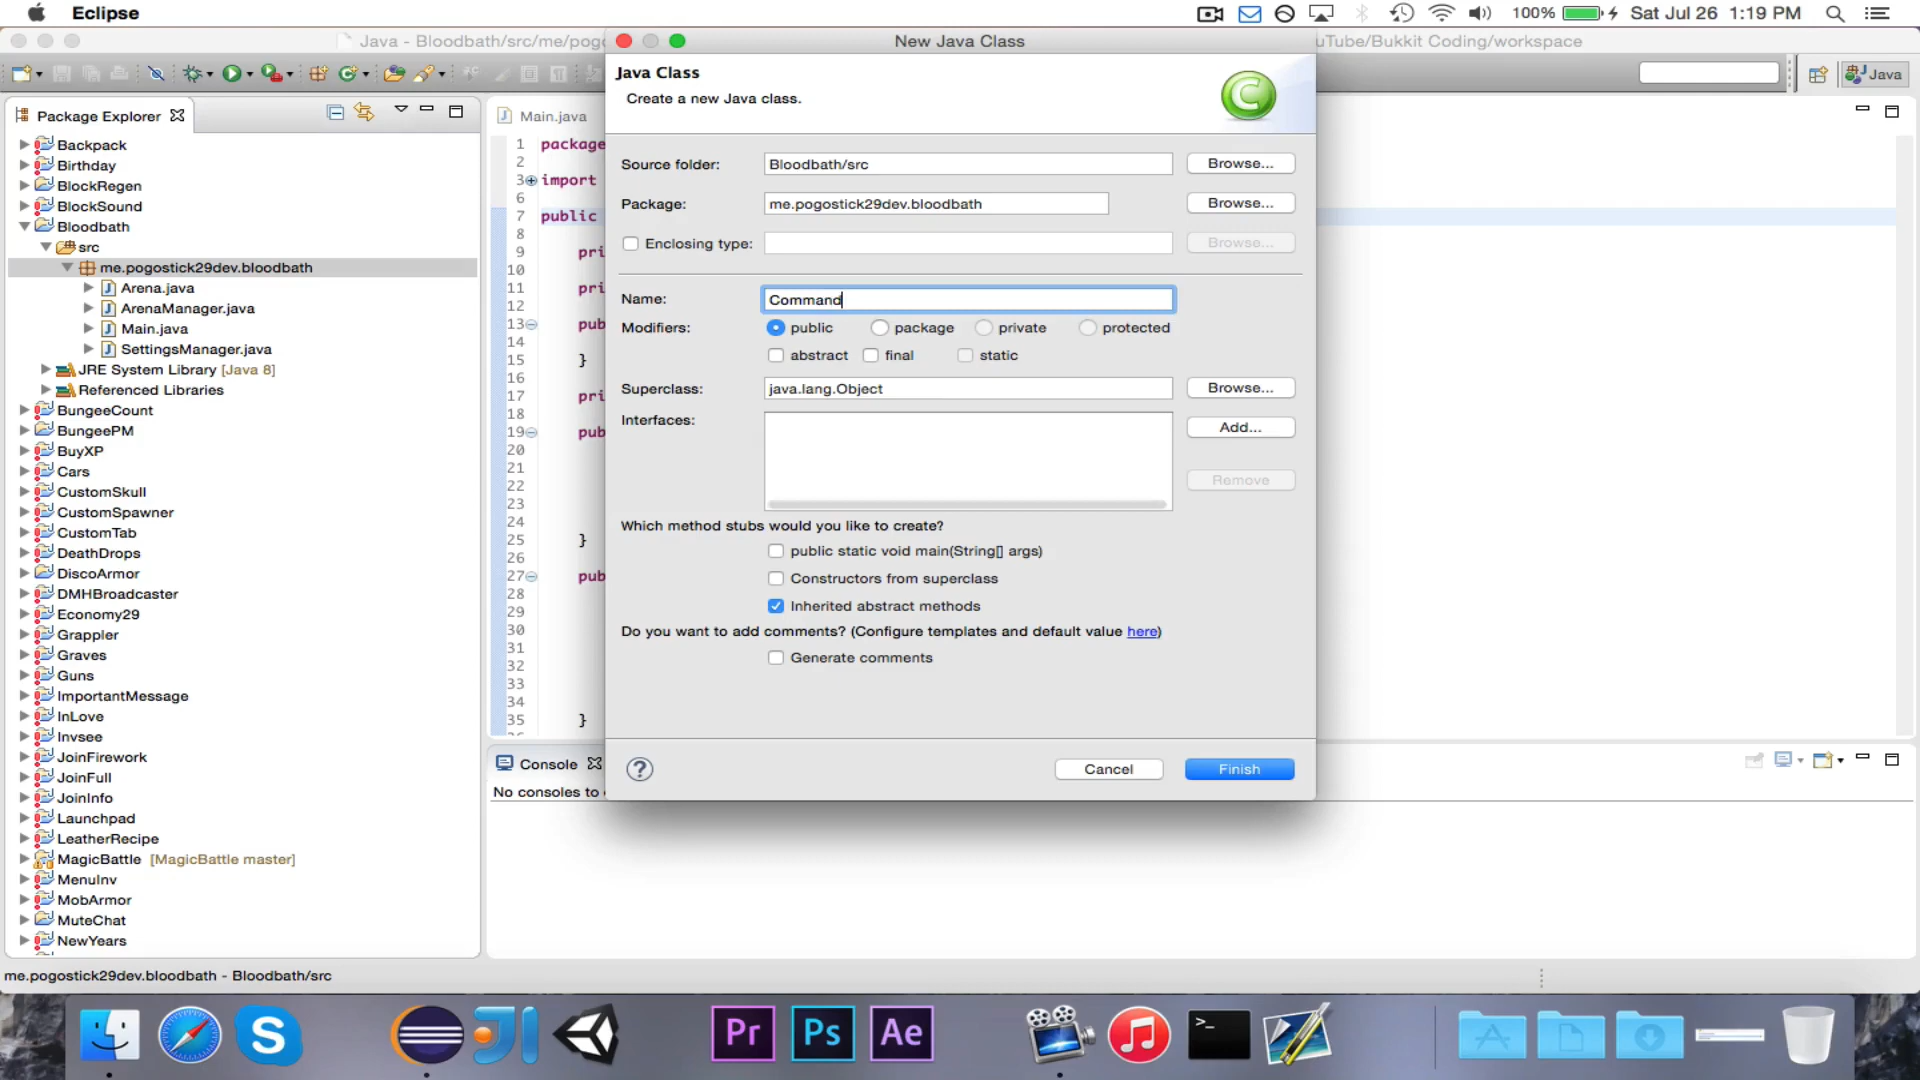 Eclipse
100%
Sat Jul 26 1:19 PM
Java - Bloodbath/src/me/pog
New Java Class
uTube/Bukkit Coding/workspace
Java
Package Explorer
Backpack
Birthday
BlockRegen
BlockSound
Bloodbath
src
me.pogostick29dev.bloodbath
Arena.java
ArenaManager.java
Main.java
SettingsManager.java
JRE System Library [Java 8]
Referenced Libraries
BungeeCount
BungeePM
BuyXP
Cars
CustomSkull
CustomSpawner
CustomTab
DeathDrops
DiscoArmor
DMHBroadcaster
Economy29
Grappler
Graves
Guns
ImportantMessage
InLove
Invsee
JoinFirework
JoinFull
JoinInfo
Launchpad
LeatherRecipe
MagicBattle [MagicBattle master]
MenuInv
MobArmor
MuteChat
NewYears
Main.java
1 package
2
3 import
6
7 public
8
9 pri
10
11 pri
12
13 pub
14
15 }
16
17 pri
18
19 pub
20
21
22
23
24
25 }
26
27 pub
28
29
30
31
32
33
34
35 }
Java Class
Create a new Java class.
C
Source folder: Bloodbath/src Browse...
Package: me.pogostick29dev.bloodbath Browse...
Enclosing type: Browse...
Name: Command
Modifiers: public package private protected
abstract final static
Superclass: java.lang.Object Browse...
Interfaces: Add...
Remove
Which method stubs would you like to create?
public static void main(String[] args)
Constructors from superclass
Inherited abstract methods
Do you want to add comments? (Configure templates and default value here)
Generate comments
? Cancel Finish
Console
No consoles to
me.pogostick29dev.bloodbath - Bloodbath/src
S
JI
Pr
Ps
Ae
>_